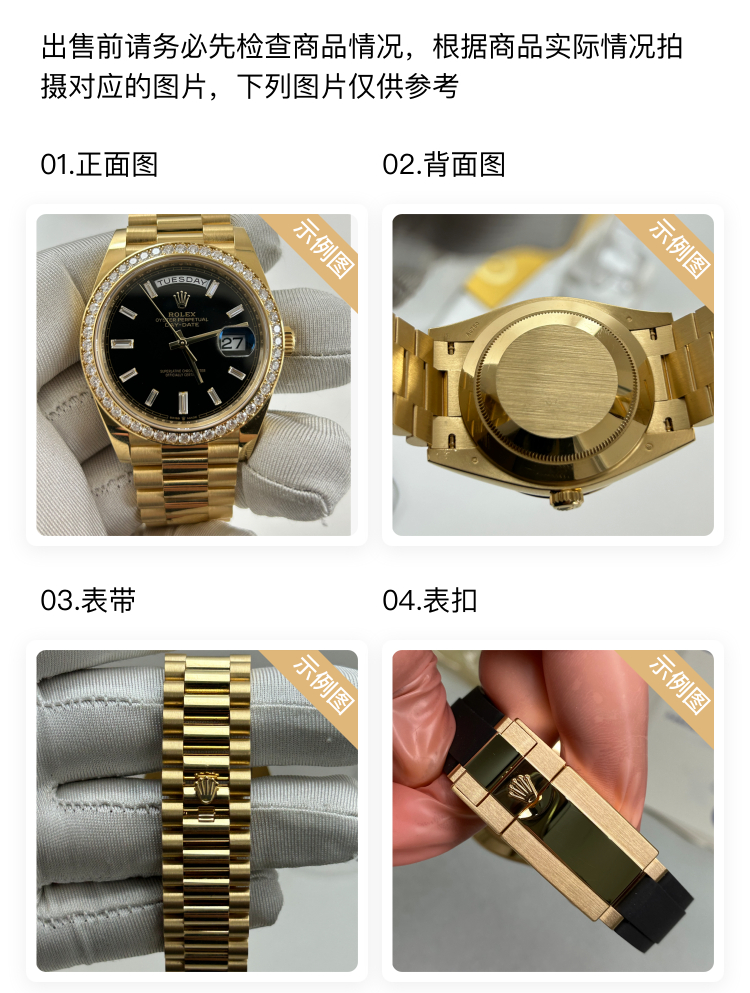 出售前请务必先检查商品情况，根据商品实际情况拍
摄对应的图片，下列图片仅供参考
01.正面图
02.背面图
示例图
TUESDAY
ROLEX
OYSTER PERPETUAL
DAY-DATE
27
示例图
03.表带
04.表扣
示例图
示例图